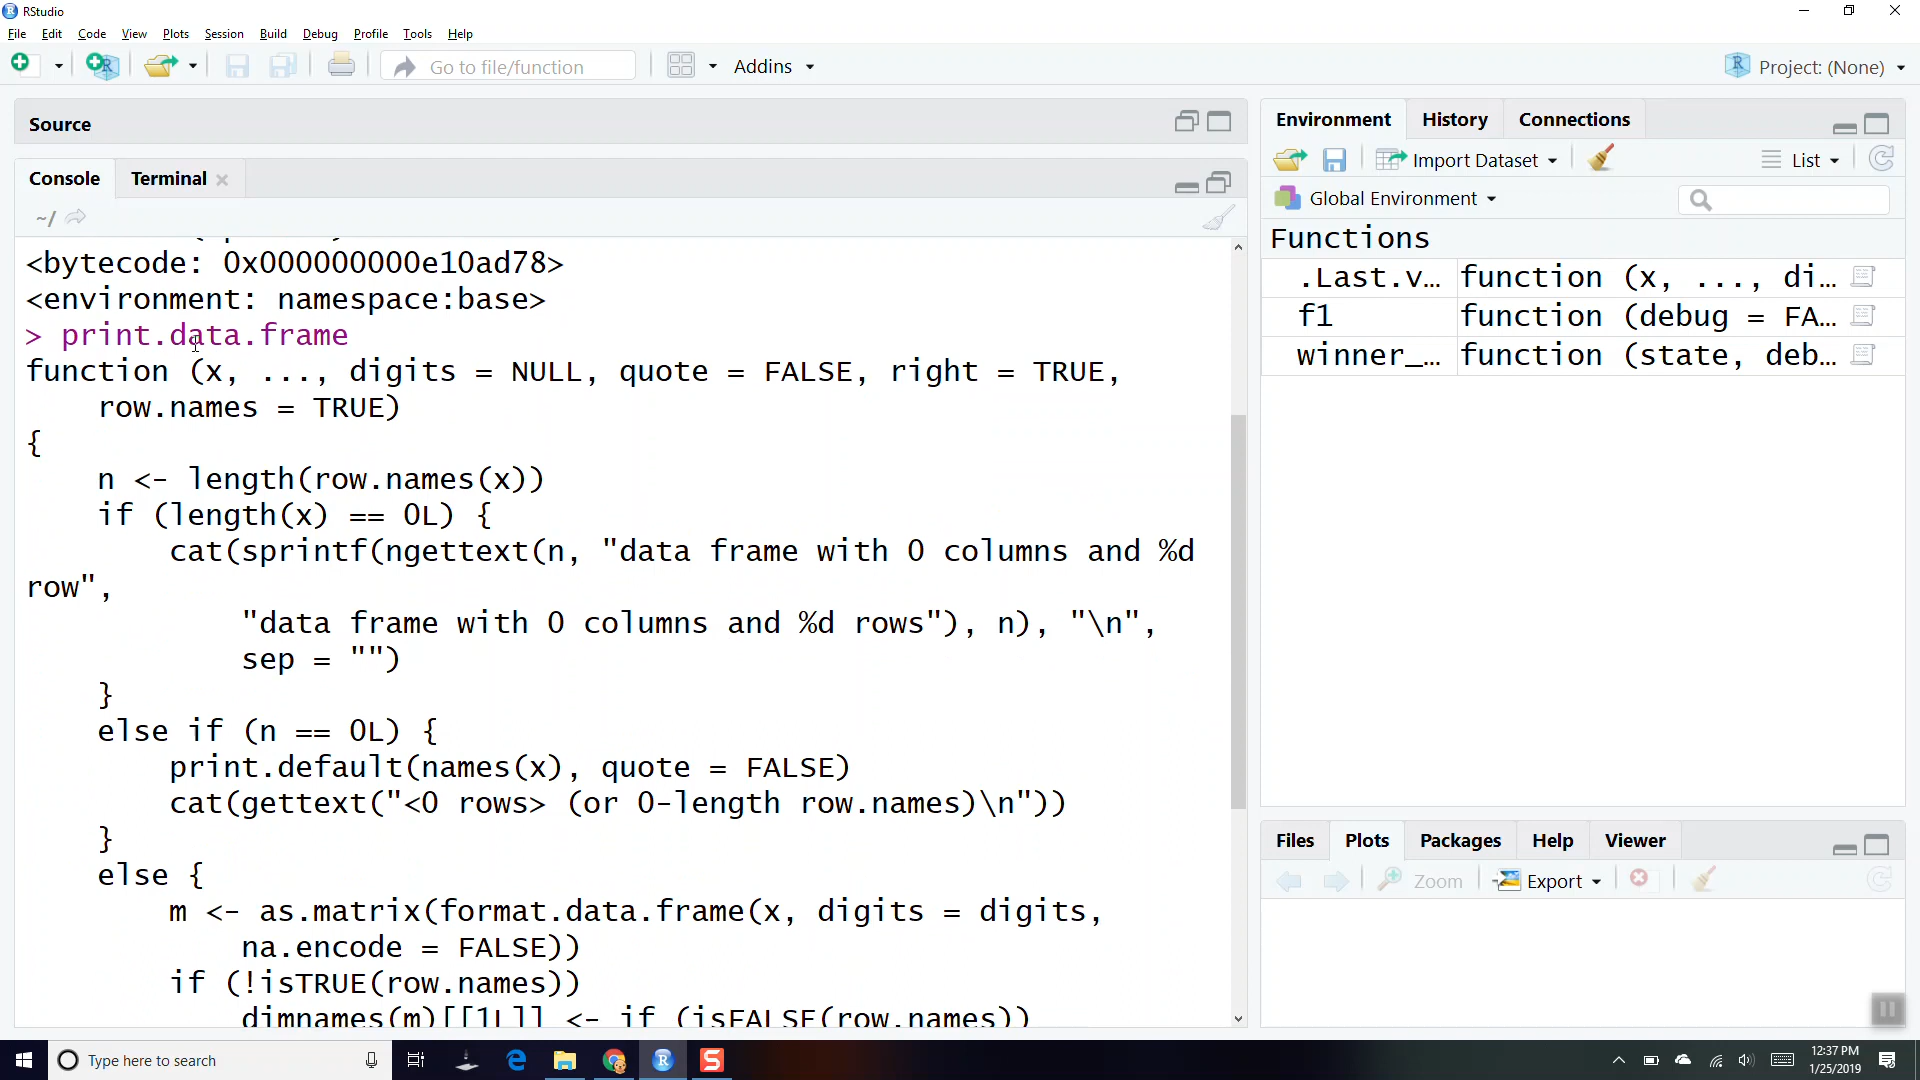 RStudio
File Edit Code View Plots Session Build Debug Profile Tools Help
Go to file/function
Addins
Project: (None)
Source
Console Terminal
~/
<bytecode: 0x000000000e10ad78>
<environment: namespace:base>
> print.data.frame
function (x, ..., digits = NULL, quote = FALSE, right = TRUE,
    row.names = TRUE)
{
    n <- length(row.names(x))
    if (length(x) == 0L) {
        cat(sprintf(ngettext(n, "data frame with 0 columns and %d
row",
            "data frame with 0 columns and %d rows"), n), "\n",
            sep = "")
    }
    else if (n == 0L) {
        print.default(names(x), quote = FALSE)
        cat(gettext("<0 rows> (or 0-length row.names)\n"))
    }
    else {
        m <- as.matrix(format.data.frame(x, digits = digits,
            na.encode = FALSE))
        if (!isTRUE(row.names))
            dimnames(m)[[1L]] <- if (isFALSE(row.names))
Environment History Connections
Import Dataset
List
Global Environment
Functions
.Last.v… function (x, ..., di…
f1 function (debug = FA…
winner_… function (state, deb…
Files Plots Packages Help Viewer
Zoom Export
Type here to search
12:37 PM
1/25/2019